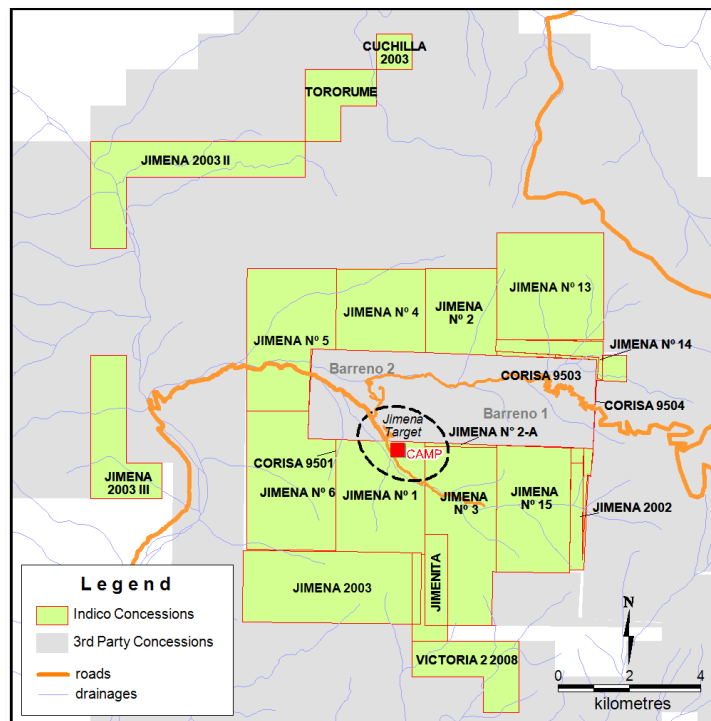 CUCHILLA
2003
TORORUME
JIMENA 2003 II
JIMENA Nº 13
JIMENA Nº 4
JIMENA
Nº 2
JIMENA Nº 5
JIMENA
Nº 14
Barreno 2
CORISA 9503
CORISA 9504
Barreno 1
Jimena
Target
JIMENA N° 2-A
CAMP
CORISA 9501
JIMENA
2003 III
JIMENA Nº 6
JIMENA Nº 1
JIMENA
Nº 3
JIMENA
Nº 15
JIMENA 2002
JIMENA 2003
JIMENITA
VICTORIA 2 2008
Legend
Indico Concessions
3rd Party Concessions
roads
drainages
N
0 2 4
kilometres